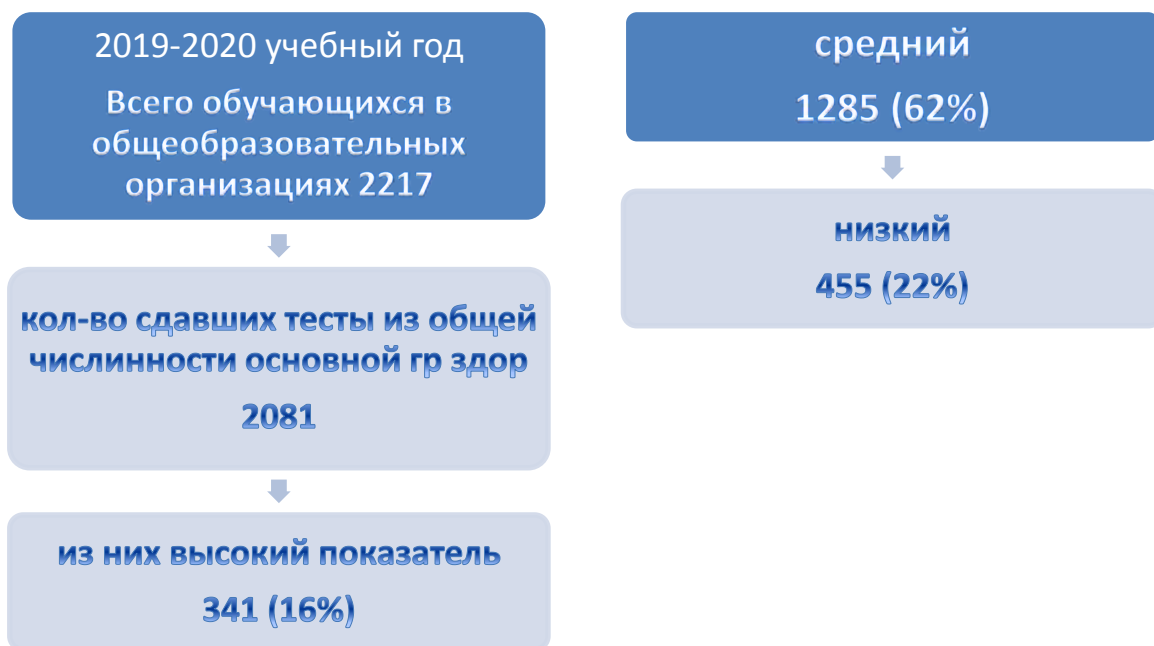 2019-2020 учебный год
Всего обучающихся в
общеобразовательных
организациях 2217
кол-во сдавших тесты из общей
числинности основной гр здор
2081
из них высокий показатель
341 (16%)
средний
1285 (62%)
низкий
455 (22%)